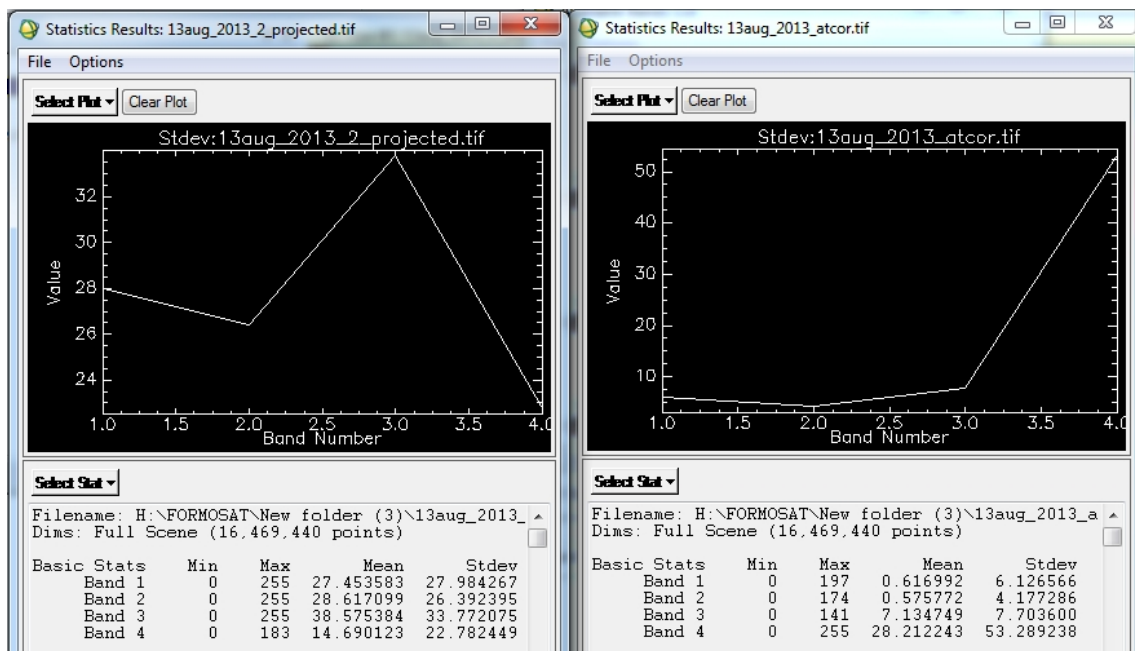 Statistics Results: 13aug_2013_2_projected.tif
File Options
Select Plot Clear Plot
Stdev:13aug_2013_2_projected.tif
Value
32
30
28
26
24
1.0 1.5 2.0 2.5 3.0 3.5 4.0
Band Number
Select Stat
Filename: H:\FORMOSAT\New folder (3)\13aug_2013_
Dims: Full Scene (16,469,440 points)
Basic Stats Min Max Mean Stdev
Band 1 0 255 27.453583 27.984267
Band 2 0 255 28.617099 26.392395
Band 3 0 255 38.575384 33.772075
Band 4 0 183 14.690123 22.782449
Statistics Results: 13aug_2013_atcor.tif
File Options
Select Plot Clear Plot
Stdev:13aug_2013_atcor.tif
Value
50
40
30
20
10
1.0 1.5 2.0 2.5 3.0 3.5 4.0
Band Number
Select Stat
Filename: H:\FORMOSAT\New folder (3)\13aug_2013_a
Dims: Full Scene (16,469,440 points)
Basic Stats Min Max Mean Stdev
Band 1 0 197 0.616992 6.126566
Band 2 0 174 0.575772 4.177286
Band 3 0 141 7.134749 7.703600
Band 4 0 255 28.212243 53.289238